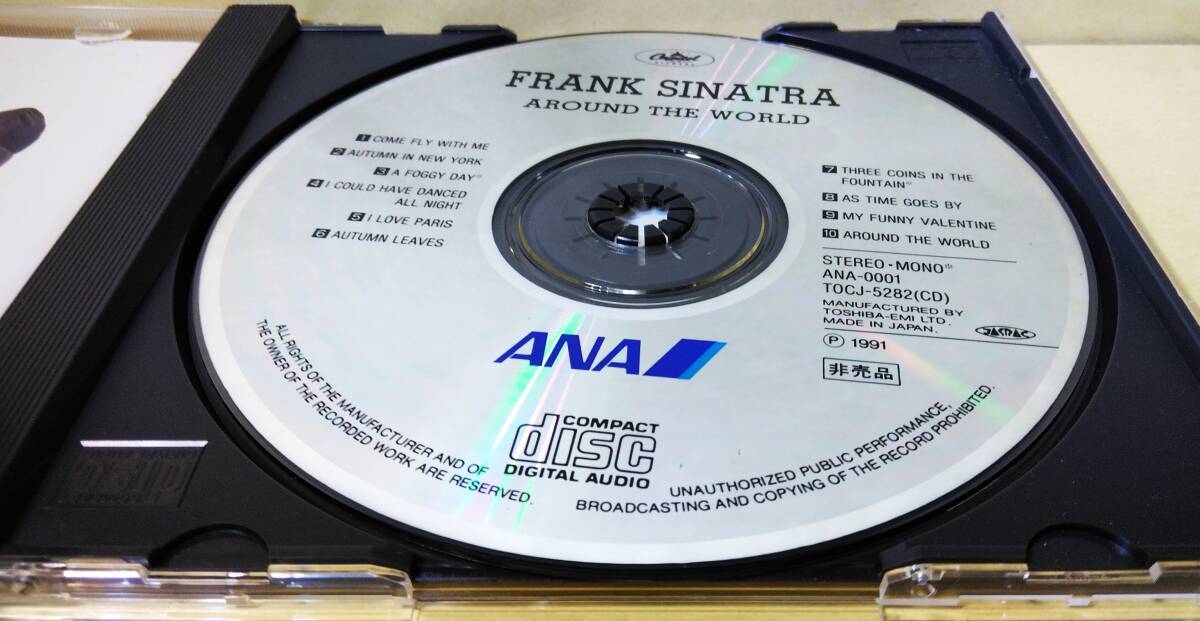 Capitol
FRANK SINATRA
AROUND THE WORLD
1 COME FLY WITH ME
2 AUTUMN IN NEW YORK
3 A FOGGY DAY*
4 I COULD HAVE DANCED
ALL NIGHT
5 I LOVE PARIS
6 AUTUMN LEAVES
7 THREE COINS IN THE
FOUNTAIN*
8 AS TIME GOES BY
9 MY FUNNY VALENTINE
10 AROUND THE WORLD
STEREO・MONO*
ANA-0001
TOCJ-5282(CD)
MANUFACTURED BY
TOSHIBA-EMI LTD.
MADE IN JAPAN.
JASRAC
Ⓟ 1991
非売品
ANA
COMPACT
disc
DIGITAL AUDIO
ALL RIGHTS OF THE MANUFACTURER AND OF
THE OWNER OF THE RECORDED WORK ARE RESERVED.
UNAUTHORIZED PUBLIC PERFORMANCE,
BROADCASTING AND COPYING OF THE RECORD PROHIBITED.